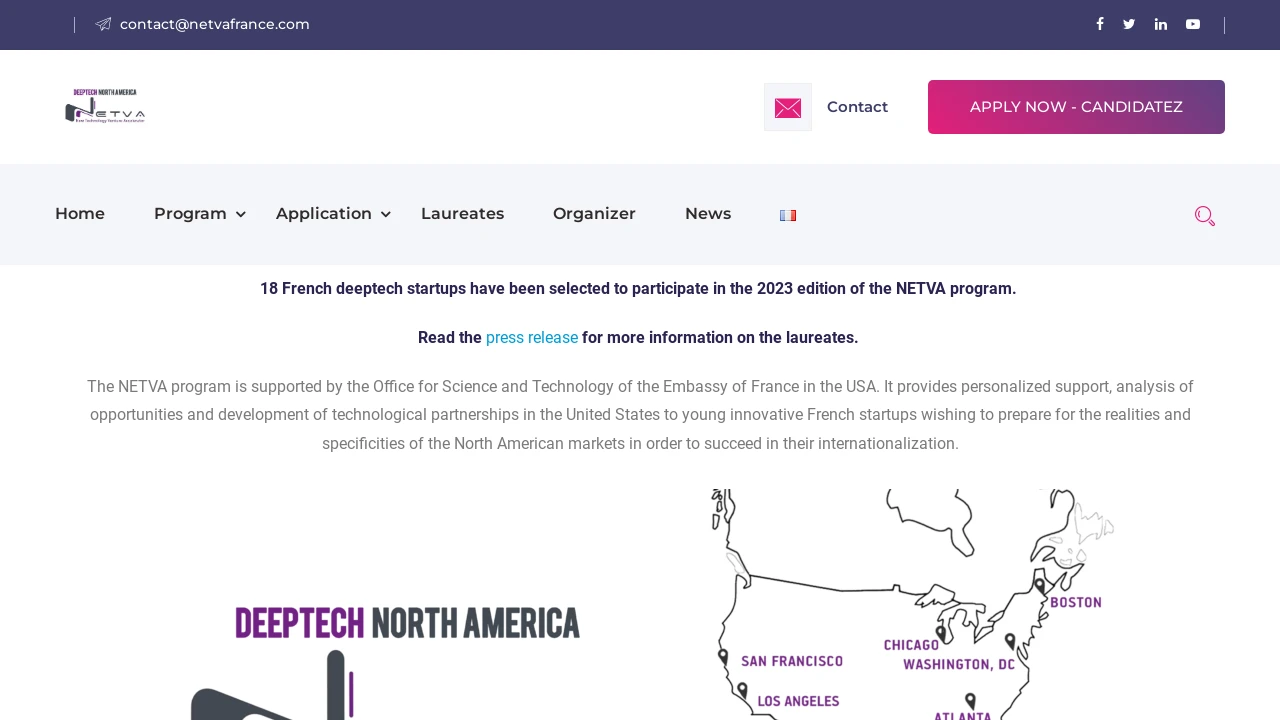 contact@netvafrance.com
DEEPTECH NORTH AMERICA
NETVA
New Technology Venture Accelerator
Contact
APPLY NOW - CANDIDATEZ
Home
Program
Application
Laureates
Organizer
News
18 French deeptech startups have been selected to participate in the 2023 edition of the NETVA program.
Read the press release for more information on the laureates.
The NETVA program is supported by the Office for Science and Technology of the Embassy of France in the USA. It provides personalized support, analysis of
opportunities and development of technological partnerships in the United States to young innovative French startups wishing to prepare for the realities and
specificities of the North American markets in order to succeed in their internationalization.
DEEPTECH NORTH AMERICA
BOSTON
CHICAGO
WASHINGTON, DC
SAN FRANCISCO
LOS ANGELES
ATLANTA